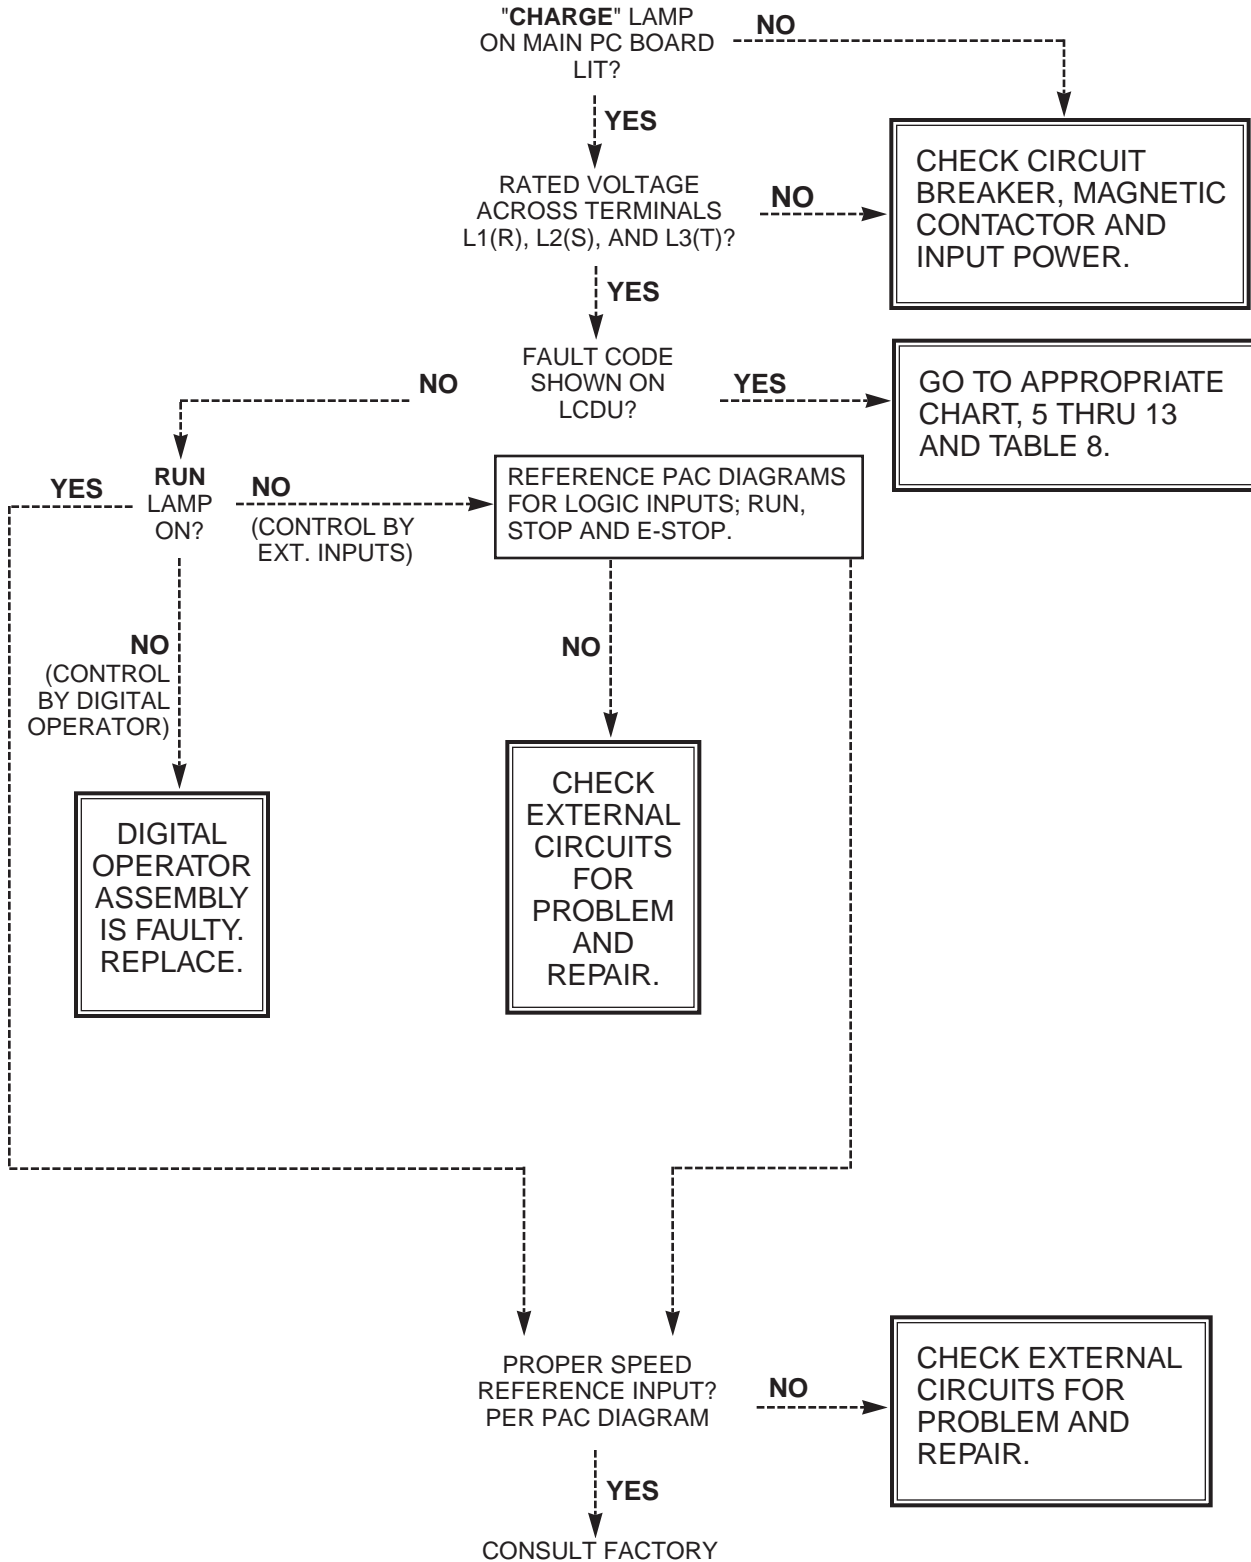 "CHARGE" LAMP
ON MAIN PC BOARD
LIT?
NO
YES
CHECK CIRCUIT
BREAKER, MAGNETIC
CONTACTOR AND
INPUT POWER.
RATED VOLTAGE
ACROSS TERMINALS
L1(R), L2(S), AND L3(T)?
NO
YES
FAULT CODE
SHOWN ON
LCDU?
NO
YES
GO TO APPROPRIATE
CHART, 5 THRU 13
AND TABLE 8.
YES
RUN
LAMP
ON?
NO
(CONTROL BY
EXT. INPUTS)
REFERENCE PAC DIAGRAMS
FOR LOGIC INPUTS; RUN,
STOP AND E-STOP.
NO
(CONTROL
BY DIGITAL
OPERATOR)
NO
DIGITAL
OPERATOR
ASSEMBLY
IS FAULTY.
REPLACE.
CHECK
EXTERNAL
CIRCUITS
FOR
PROBLEM
AND
REPAIR.
PROPER SPEED
REFERENCE INPUT?
PER PAC DIAGRAM
NO
CHECK EXTERNAL
CIRCUITS FOR
PROBLEM AND
REPAIR.
YES
CONSULT FACTORY